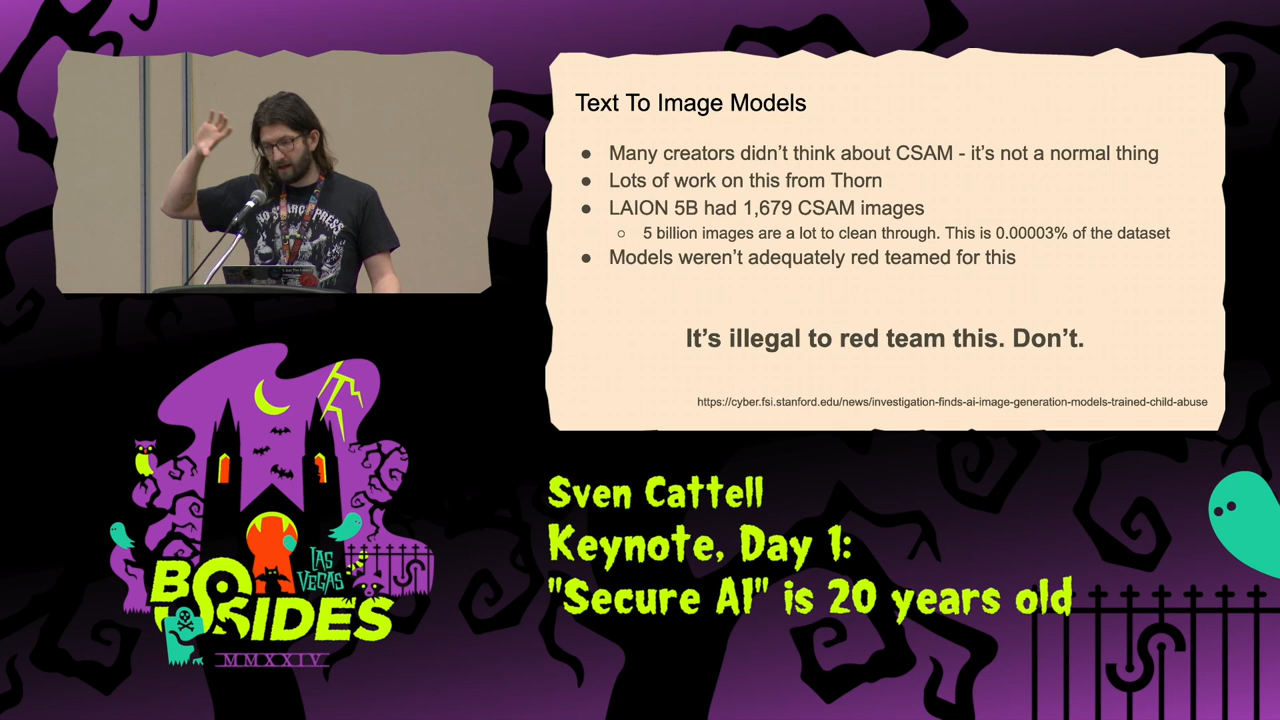 Text To Image Models
● Many creators didn't think about CSAM - it's not a normal thing
● Lots of work on this from Thorn
● LAION 5B had 1,679 CSAM images
○ 5 billion images are a lot to clean through. This is 0.00003% of the dataset
● Models weren't adequately red teamed for this
It's illegal to red team this. Don't.
https://cyber.fsi.stanford.edu/news/investigation-finds-ai-image-generation-models-trained-child-abuse
NO STARCH PRESS
LAS
VEGAS
BSIDES
MMXXIV
Sven Cattell
Keynote, Day 1:
"Secure AI" is 20 years old